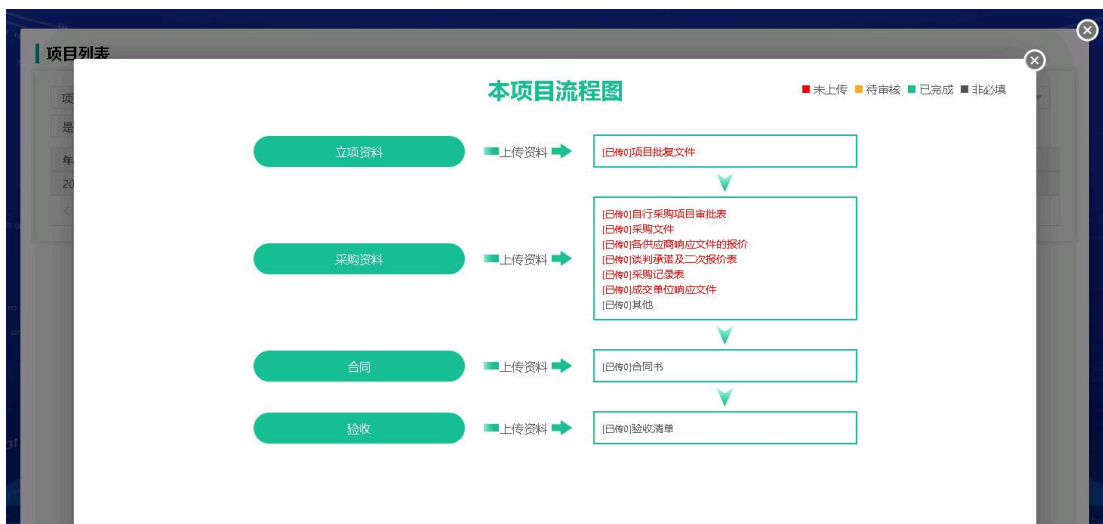 项目列表
本项目流程图
未上传 待审核 已完成 非必填
项
是
年
20
立项资料
上传资料
[已传0]项目批复文件
采购资料
上传资料
[已传0]自行采购项目审批表
[已传0]采购文件
[已传0]各供应商响应文件的报价
[已传0]谈判承诺及二次报价表
[已传0]采购记录表
[已传0]成交单位响应文件
[已传0]其他
合同
上传资料
[已传0]合同书
验收
上传资料
[已传0]验收清单